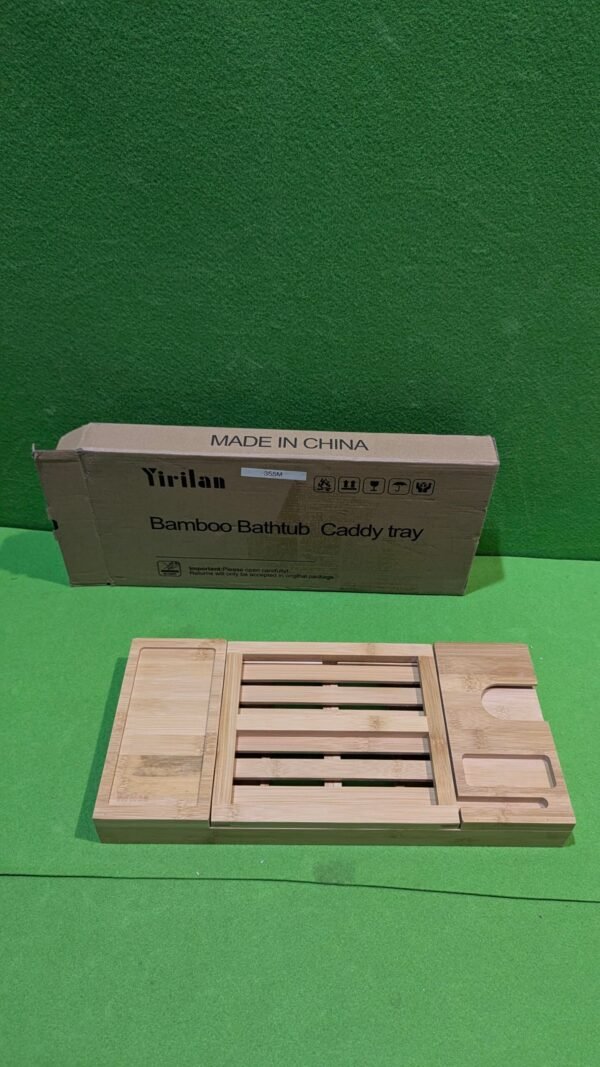 MADE IN CHINA
Yirilan
355M
Bamboo Bathtub Caddy tray
Important:Please open carefully!
Returns will only be accepted in original package.